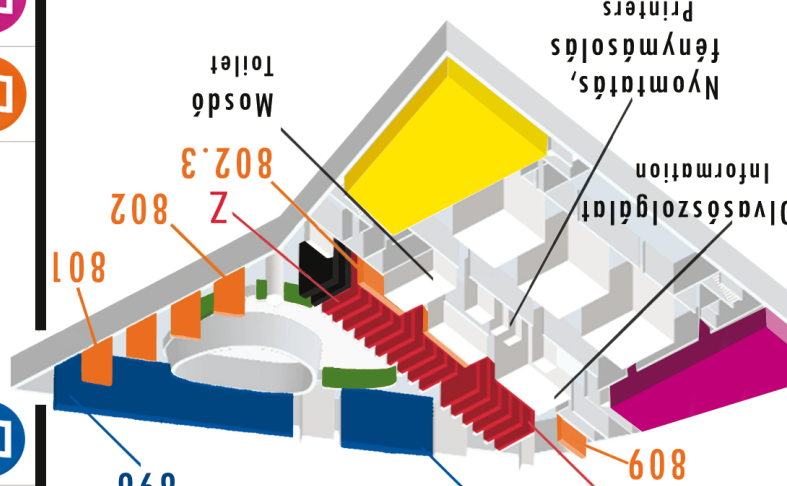 809
801
Olvasószolgálat
Information
802
Z
802.3
Nyomtatás,
fénymásolás
Printers
Mosdó
Toilet